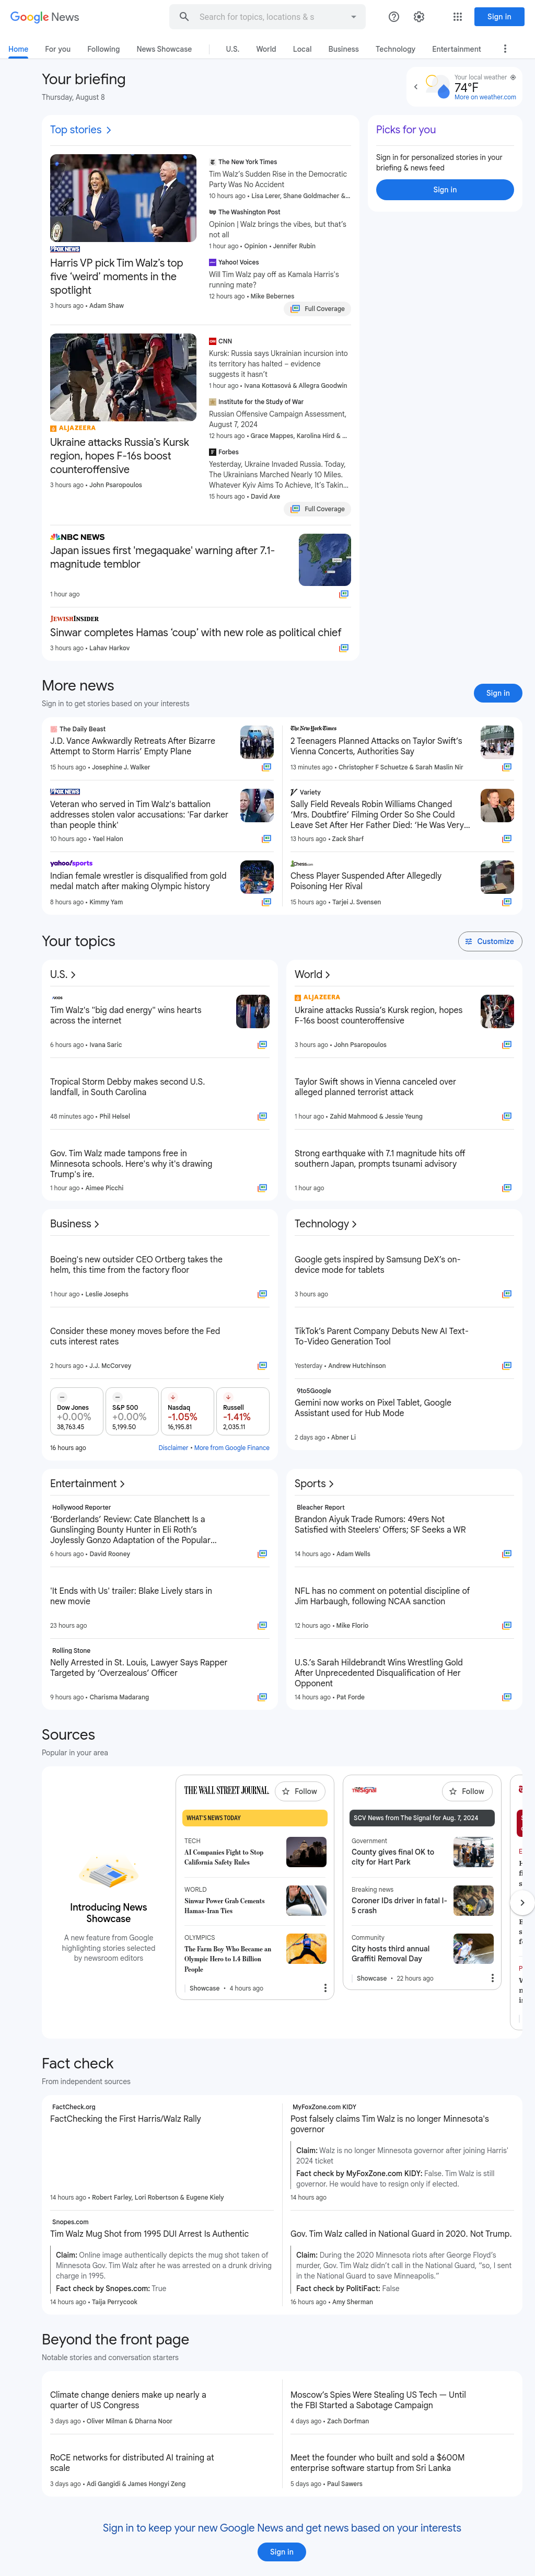 Google News
Search for topics, locations & s
Sign in
Home
For you
Following
News Showcase
U.S.
World
Local
Business
Technology
Entertainment
Your briefing
Thursday, August 8
Your local weather
74°F
More on weather.com
Top stories
FOX NEWS
Harris VP pick Tim Walz's top
five 'weird' moments in the
spotlight
3 hours ago • Adam Shaw
The New York Times
Tim Walz's Sudden Rise in the Democratic
Party Was No Accident
10 hours ago • Lisa Lerer, Shane Goldmacher &...
The Washington Post
Opinion | Walz brings the vibes, but that's
not all
1 hour ago • Opinion • Jennifer Rubin
Yahoo! Voices
Will Tim Walz pay off as Kamala Harris's
running mate?
12 hours ago • Mike Bebernes
Full Coverage
ALJAZEERA
Ukraine attacks Russia's Kursk
region, hopes F-16s boost
counteroffensive
3 hours ago • John Psaropoulos
CNN
Kursk: Russia says Ukrainian incursion into
its territory has halted – evidence
suggests it hasn't
1 hour ago • Ivana Kottasová & Allegra Goodwin
Institute for the Study of War
Russian Offensive Campaign Assessment,
August 7, 2024
12 hours ago • Grace Mappes, Karolina Hird & ...
Forbes
Yesterday, Ukraine Invaded Russia. Today,
The Ukrainians Marched Nearly 10 Miles.
Whatever Kyiv Aims To Achieve, It's Takin...
15 hours ago • David Axe
Full Coverage
NBC NEWS
Japan issues first 'megaquake' warning after 7.1-
magnitude temblor
1 hour ago
JEWISH INSIDER
Sinwar completes Hamas 'coup' with new role as political chief
3 hours ago • Lahav Harkov
Picks for you
Sign in for personalized stories in your
briefing & news feed
Sign in
More news
Sign in to get stories based on your interests
Sign in
The Daily Beast
J.D. Vance Awkwardly Retreats After Bizarre
Attempt to Storm Harris' Empty Plane
15 hours ago • Josephine J. Walker
The New York Times
2 Teenagers Planned Attacks on Taylor Swift's
Vienna Concerts, Authorities Say
13 minutes ago • Christopher F Schuetze & Sarah Maslin Nir
FOX NEWS
Veteran who served in Tim Walz's battalion
addresses stolen valor accusations: 'Far darker
than people think'
10 hours ago • Yael Halon
Variety
Sally Field Reveals Robin Williams Changed
'Mrs. Doubtfire' Filming Order So She Could
Leave Set After Her Father Died: 'He Was Very...
13 hours ago • Zack Sharf
yahoo/sports
Indian female wrestler is disqualified from gold
medal match after making Olympic history
8 hours ago • Kimmy Yam
Chess.com
Chess Player Suspended After Allegedly
Poisoning Her Rival
15 hours ago • Tarjei J. Svensen
Your topics
Customize
U.S.
AXIOS
Tim Walz's "big dad energy" wins hearts
across the internet
6 hours ago • Ivana Saric
Tropical Storm Debby makes second U.S.
landfall, in South Carolina
48 minutes ago • Phil Helsel
Gov. Tim Walz made tampons free in
Minnesota schools. Here's why it's drawing
Trump's ire.
1 hour ago • Aimee Picchi
World
ALJAZEERA
Ukraine attacks Russia's Kursk region, hopes
F-16s boost counteroffensive
3 hours ago • John Psaropoulos
Taylor Swift shows in Vienna canceled over
alleged planned terrorist attack
1 hour ago • Zahid Mahmood & Jessie Yeung
Strong earthquake with 7.1 magnitude hits off
southern Japan, prompts tsunami advisory
1 hour ago
Business
Boeing's new outsider CEO Ortberg takes the
helm, this time from the factory floor
1 hour ago • Leslie Josephs
Consider these money moves before the Fed
cuts interest rates
2 hours ago • J.J. McCorvey
Dow Jones
+0.00%
38,763.45
S&P 500
+0.00%
5,199.50
Nasdaq
-1.05%
16,195.81
Russell
-1.41%
2,035.11
16 hours ago
Disclaimer • More from Google Finance
Technology
Google gets inspired by Samsung DeX's on-
device mode for tablets
3 hours ago
TikTok's Parent Company Debuts New AI Text-
To-Video Generation Tool
Yesterday • Andrew Hutchinson
9to5Google
Gemini now works on Pixel Tablet, Google
Assistant used for Hub Mode
2 days ago • Abner Li
Entertainment
Hollywood Reporter
'Borderlands' Review: Cate Blanchett Is a
Gunslinging Bounty Hunter in Eli Roth's
Joylessly Gonzo Adaptation of the Popular...
6 hours ago • David Rooney
'It Ends with Us' trailer: Blake Lively stars in
new movie
23 hours ago
Rolling Stone
Nelly Arrested in St. Louis, Lawyer Says Rapper
Targeted by 'Overzealous' Officer
9 hours ago • Charisma Madarang
Sports
Bleacher Report
Brandon Aiyuk Trade Rumors: 49ers Not
Satisfied with Steelers' Offers; SF Seeks a WR
14 hours ago • Adam Wells
NFL has no comment on potential discipline of
Jim Harbaugh, following NCAA sanction
12 hours ago • Mike Florio
U.S.'s Sarah Hildebrandt Wins Wrestling Gold
After Unprecedented Disqualification of Her
Opponent
14 hours ago • Pat Forde
Sources
Popular in your area
Introducing News
Showcase
A new feature from Google
highlighting stories selected
by newsroom editors
THE WALL STREET JOURNAL.
Follow
WHAT'S NEWS TODAY
TECH
AI Companies Fight to Stop
California Safety Rules
WORLD
Sinwar Power Grab Cements
Hamas-Iran Ties
OLYMPICS
The Farm Boy Who Became an
Olympic Hero to 1.4 Billion
People
Showcase • 4 hours ago
TheSignal
Follow
SCV News from The Signal for Aug. 7, 2024
Government
County gives final OK to
city for Hart Park
Breaking news
Coroner IDs driver in fatal I-
5 crash
Community
City hosts third annual
Graffiti Removal Day
Showcase • 22 hours ago
Fact check
From independent sources
FactCheck.org
FactChecking the First Harris/Walz Rally
14 hours ago • Robert Farley, Lori Robertson & Eugene Kiely
MyFoxZone.com KIDY
Post falsely claims Tim Walz is no longer Minnesota's
governor
Claim: Walz is no longer Minnesota governor after joining Harris'
2024 ticket
Fact check by MyFoxZone.com KIDY: False. Tim Walz is still
governor. He would have to resign only if elected.
14 hours ago
Snopes.com
Tim Walz Mug Shot from 1995 DUI Arrest Is Authentic
Claim: Online image authentically depicts the mug shot taken of
Minnesota Gov. Tim Walz after he was arrested on a drunk driving
charge in 1995.
Fact check by Snopes.com: True
14 hours ago • Taija Perrycook
Gov. Tim Walz called in National Guard in 2020. Not Trump.
Claim: During the 2020 Minnesota riots after George Floyd's
murder, Gov. Tim Walz didn't call in the National Guard, "so, I sent
in the National Guard to save Minneapolis."
Fact check by PolitiFact: False
16 hours ago • Amy Sherman
Beyond the front page
Notable stories and conversation starters
Climate change deniers make up nearly a
quarter of US Congress
3 days ago • Oliver Milman & Dharna Noor
Moscow's Spies Were Stealing US Tech — Until
the FBI Started a Sabotage Campaign
4 days ago • Zach Dorfman
RoCE networks for distributed AI training at
scale
3 days ago • Adi Gangidi & James Hongyi Zeng
Meet the founder who built and sold a $600M
enterprise software startup from Sri Lanka
5 days ago • Paul Sawers
Sign in to keep your new Google News and get news based on your interests
Sign in